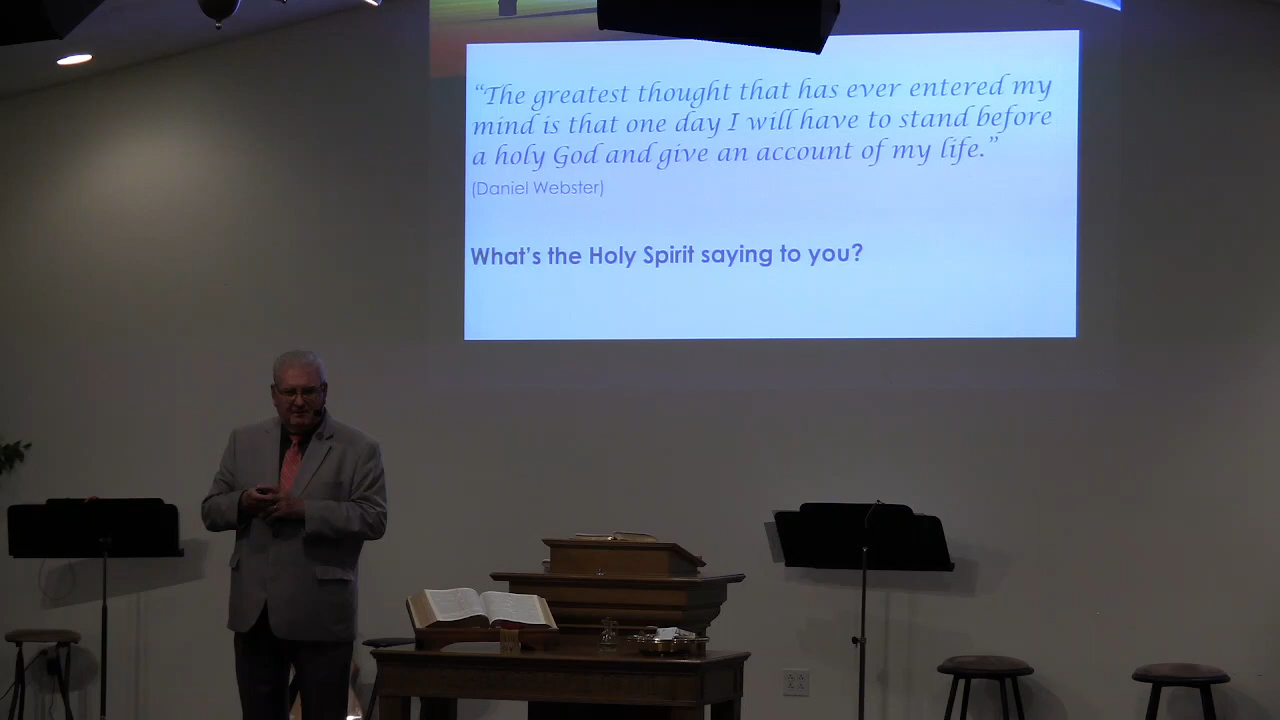 “The greatest thought that has ever entered my
mind is that one day I will have to stand before
a holy God and give an account of my life.”
(Daniel Webster)
What's the Holy Spirit saying to you?